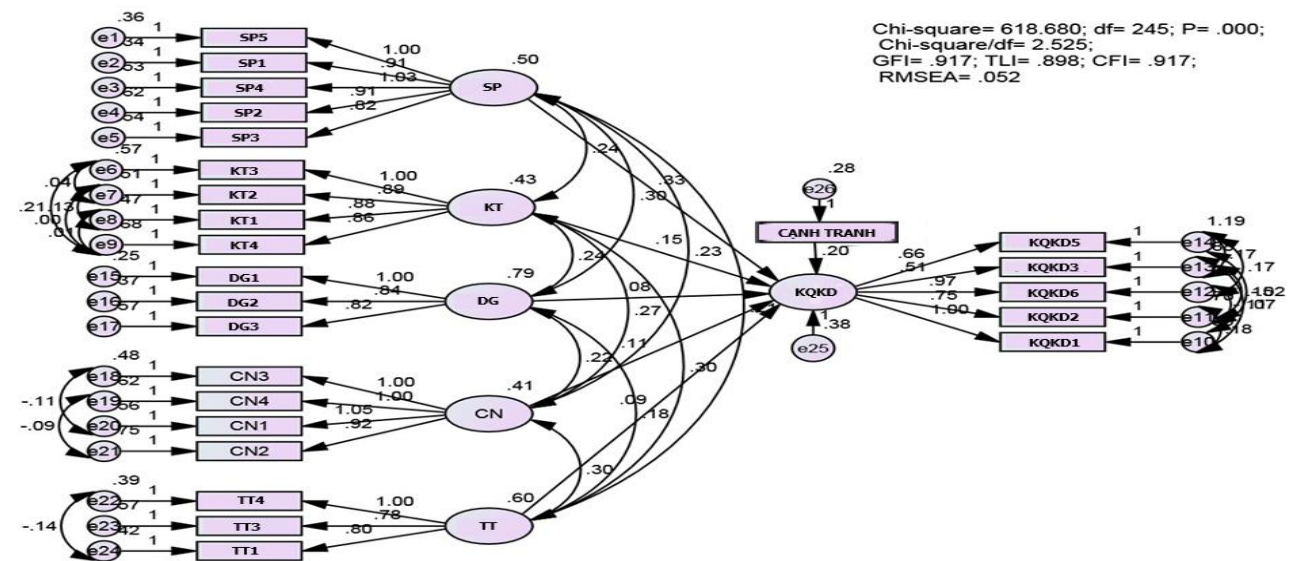 Chi-square= 618.680; df= 245; P= .000;
Chi-square/df= 2.525;
GFI= .917; TLI= .898; CFI= .917;
RMSEA= .052
.36
e1 1 SP5
e2 1 SP1
.53
e3 1 SP4
e4 1 SP2
.54
e5 1 SP3
1.00
.91
1.03
.91
.82
.50
SP
.57
e6 1 KT3
e7 1 KT2
e8 1 KT1
e9 1 KT4
.04
1.00
.89
.88
.86
.43
KT
.25
e15 1 DG1
e16 1 DG2
e17 1 DG3
1.00
.84
.82
.79
DG
.48
e18 1 CN3
e19 1 CN4
e20 1 CN1
e21 1 CN2
-.11
-.09
1.00
1.00
1.05
.92
.41
CN
.39
e22 1 TT4
e23 1 TT3
e24 1 TT1
-.14
1.00
.78
.80
.60
TT
.24
.33
.30
.15
.23
.24
.08
.27
.22
.11
.30
.09
.18
.30
.28
e26
1
CẠNH TRANH
.20
KQKD
1
.38
e25
.66
.51
.97
.75
1.00
1.19
KQKD5 1 e14
KQKD3 1 e13
KQKD6 1 e12
KQKD2 1 e11
KQKD1 1 e10
.17
.18